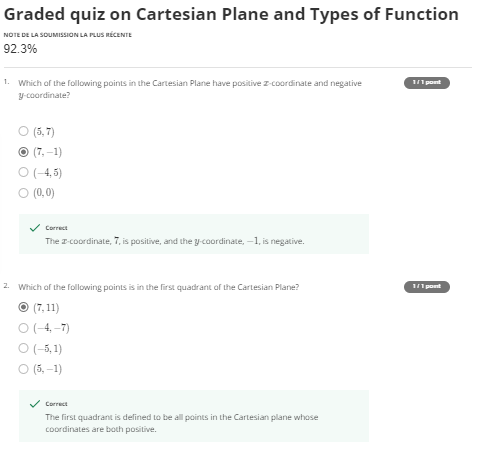 Graded quiz on Cartesian Plane and Types of Function
NOTE DE LA SOUMISSION LA PLUS RÉCENTE
92.3%
1. Which of the following points in the Cartesian Plane have positive x-coordinate and negative
y-coordinate?
1 / 1 point
(5, 7)
(7, −1)
(−4, 5)
(0, 0)
Correct
The x-coordinate, 7, is positive, and the y-coordinate, −1, is negative.
2. Which of the following points is in the first quadrant of the Cartesian Plane?
1 / 1 point
(7, 11)
(−4, −7)
(−5, 1)
(5, −1)
Correct
The first quadrant is defined to be all points in the Cartesian plane whose
coordinates are both positive.